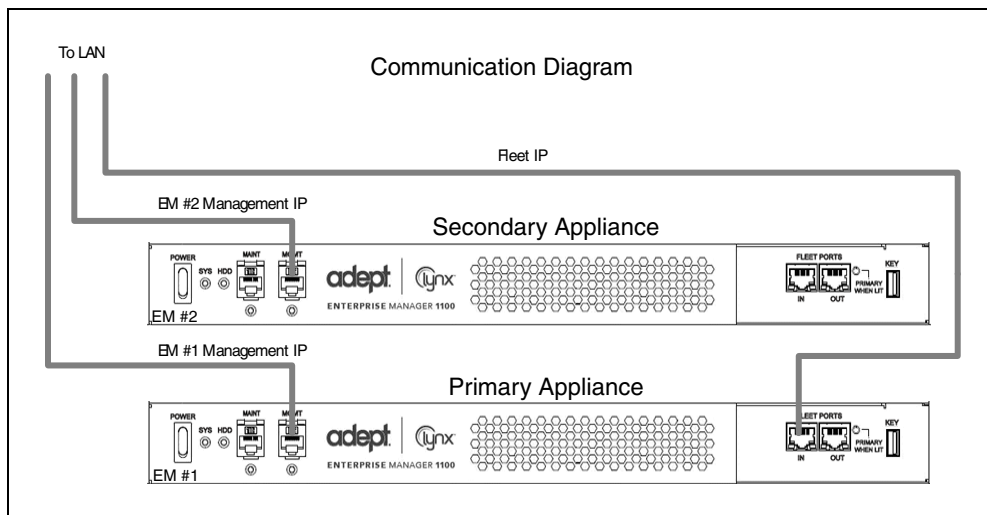 To LAN
Communication Diagram
Fleet IP
EM #2 Management IP
Secondary Appliance
POWER
SYS HDD
MAINT
MGMT
adept lynx
ENTERPRISE MANAGER 1100
FLEET PORTS
IN OUT
PRIMARY
WHEN LIT
KEY
EM #2
EM #1 Management IP
Primary Appliance
POWER
SYS HDD
MAINT
MGMT
adept lynx
ENTERPRISE MANAGER 1100
FLEET PORTS
IN OUT
PRIMARY
WHEN LIT
KEY
EM #1